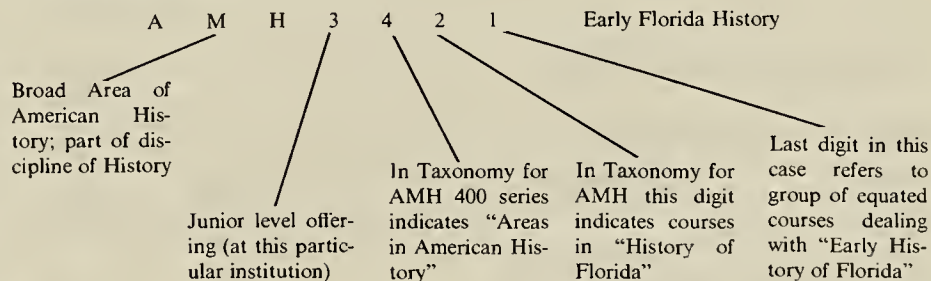 A M H 3 4 2 1 Early Florida History
Broad Area of
American His-
tory; part of dis-
cipline of History
Junior level offer-
ing (at this partic-
ular institution)
In Taxonomy for
AMH 400 series
indicates “Areas
in American His-
tory”
In Taxonomy for
AMH this digit
indicates courses
in “History of
Florida”
Last digit in this
case refers to
group of equated
courses dealing
with “Early His-
tory of Florida”